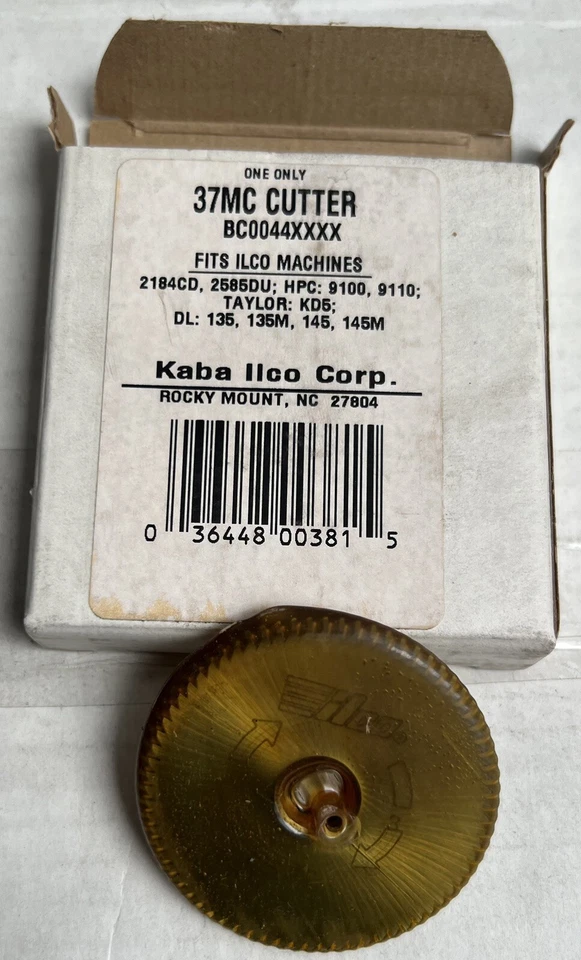 ONE ONLY
37MC CUTTER
BC0044XXXX
FITS ILCO MACHINES
2184CD, 2585DU; HPC: 9100, 9110;
TAYLOR: KD5;
DL: 135, 135M, 145, 145M
Kaba Ilco Corp.
ROCKY MOUNT, NC 27804
0 36448 00381 5
ilco